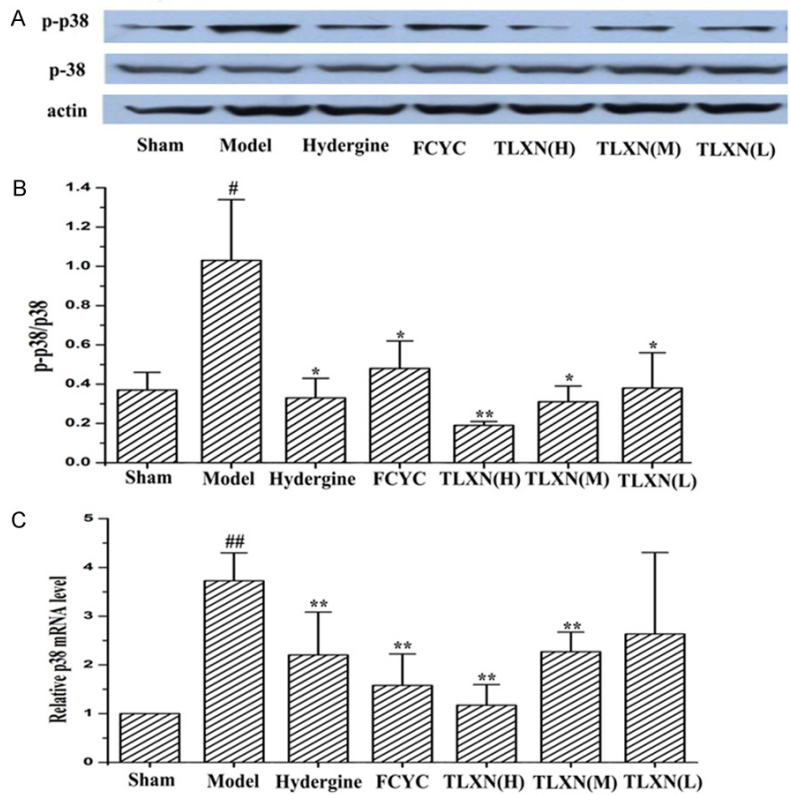 A
p-p38
p-38
actin
Sham Model Hydergine FCYC TLXN(H) TLXN(M) TLXN(L)
B
p-p38/p38
1.4
1.2
1.0
0.8
0.6
0.4
0.2
0.0
#
*
*
**
*
*
Sham Model Hydergine FCYC TLXN(H) TLXN(M) TLXN(L)
C
Relative p38 mRNA level
5
4
3
2
1
0
##
**
**
**
**
Sham Model Hydergine FCYC TLXN(H) TLXN(M) TLXN(L)